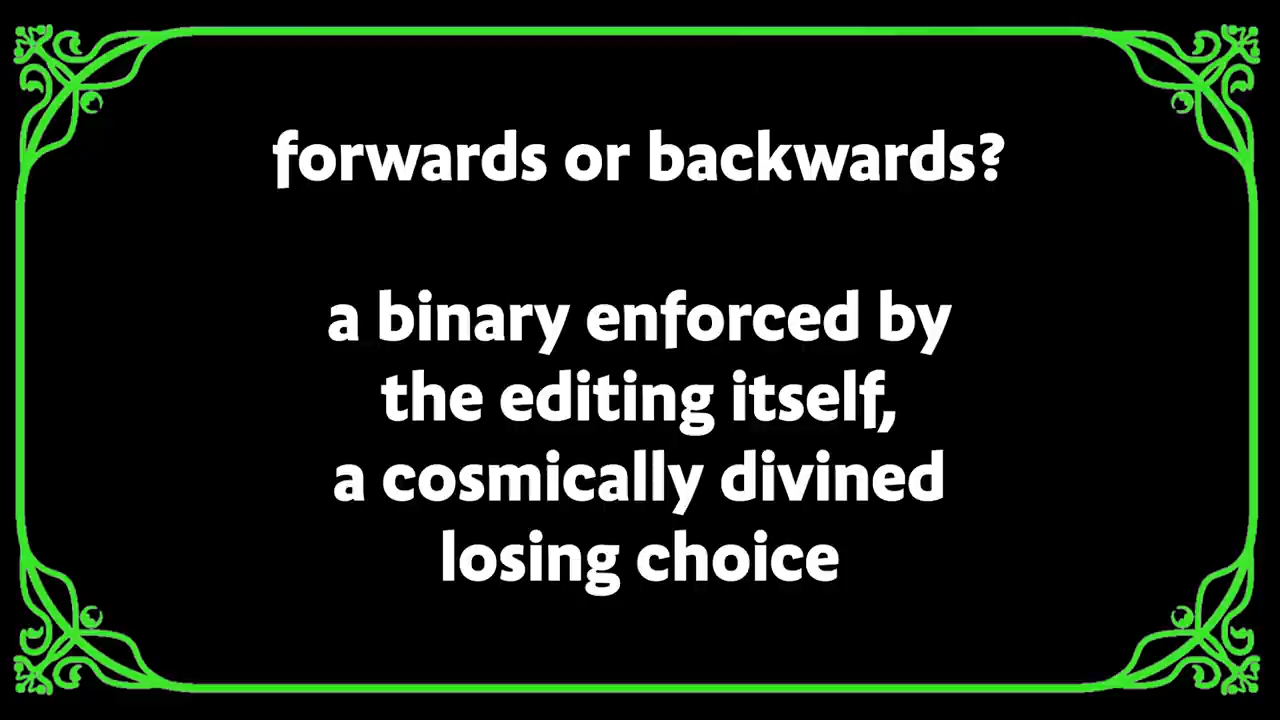 forwards or backwards?
a binary enforced by
the editing itself,
a cosmically divined
losing choice